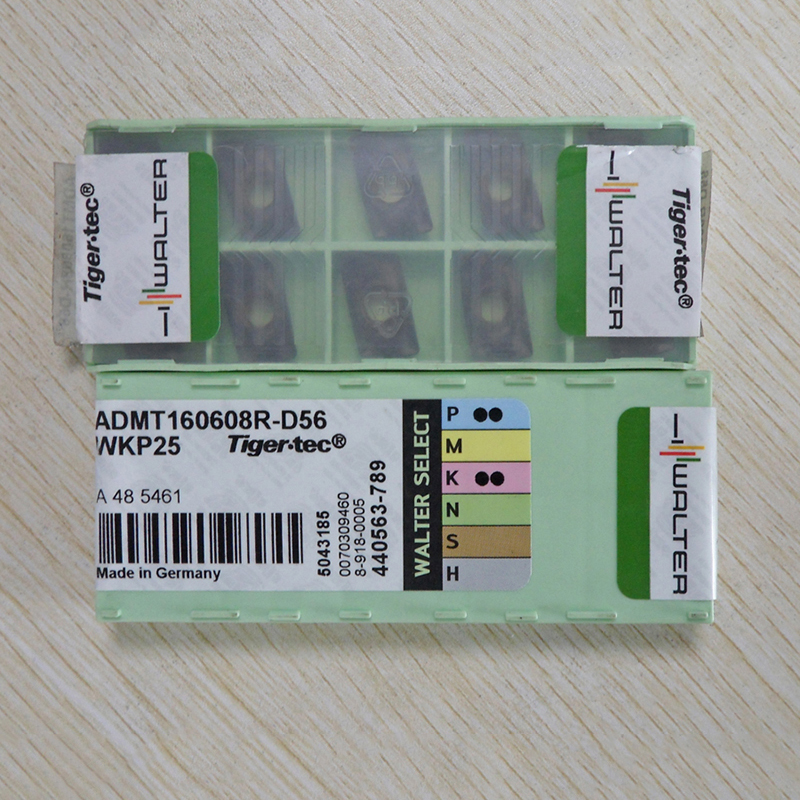 Tiger·tec®
WALTER
WALTER
Tiger·tec®
ADMT160608R-D56
WKP25 Tiger·tec®
A 48 5461
Made in Germany
5043185
0070309460
8-918-0005
440563-789
WALTER SELECT
P
M
K
N
S
H
WALTER